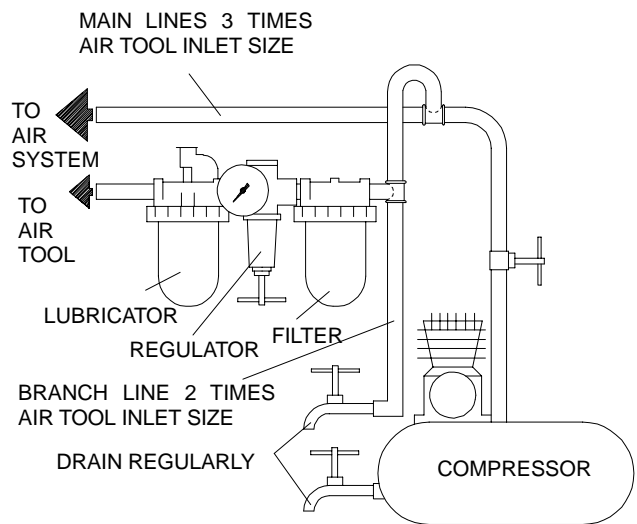 MAIN LINES 3 TIMES
AIR TOOL INLET SIZE
TO
AIR
SYSTEM
TO
AIR
TOOL
LUBRICATOR
REGULATOR
FILTER
BRANCH LINE 2 TIMES
AIR TOOL INLET SIZE
DRAIN REGULARLY
COMPRESSOR